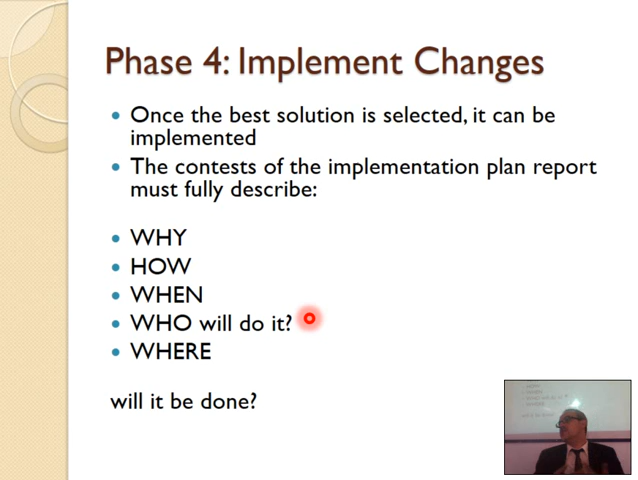 Phase 4: Implement Changes
Once the best solution is selected, it can be
implemented
The contests of the implementation plan report
must fully describe:
WHY
HOW
WHEN
WHO will do it?
WHERE
will it be done?